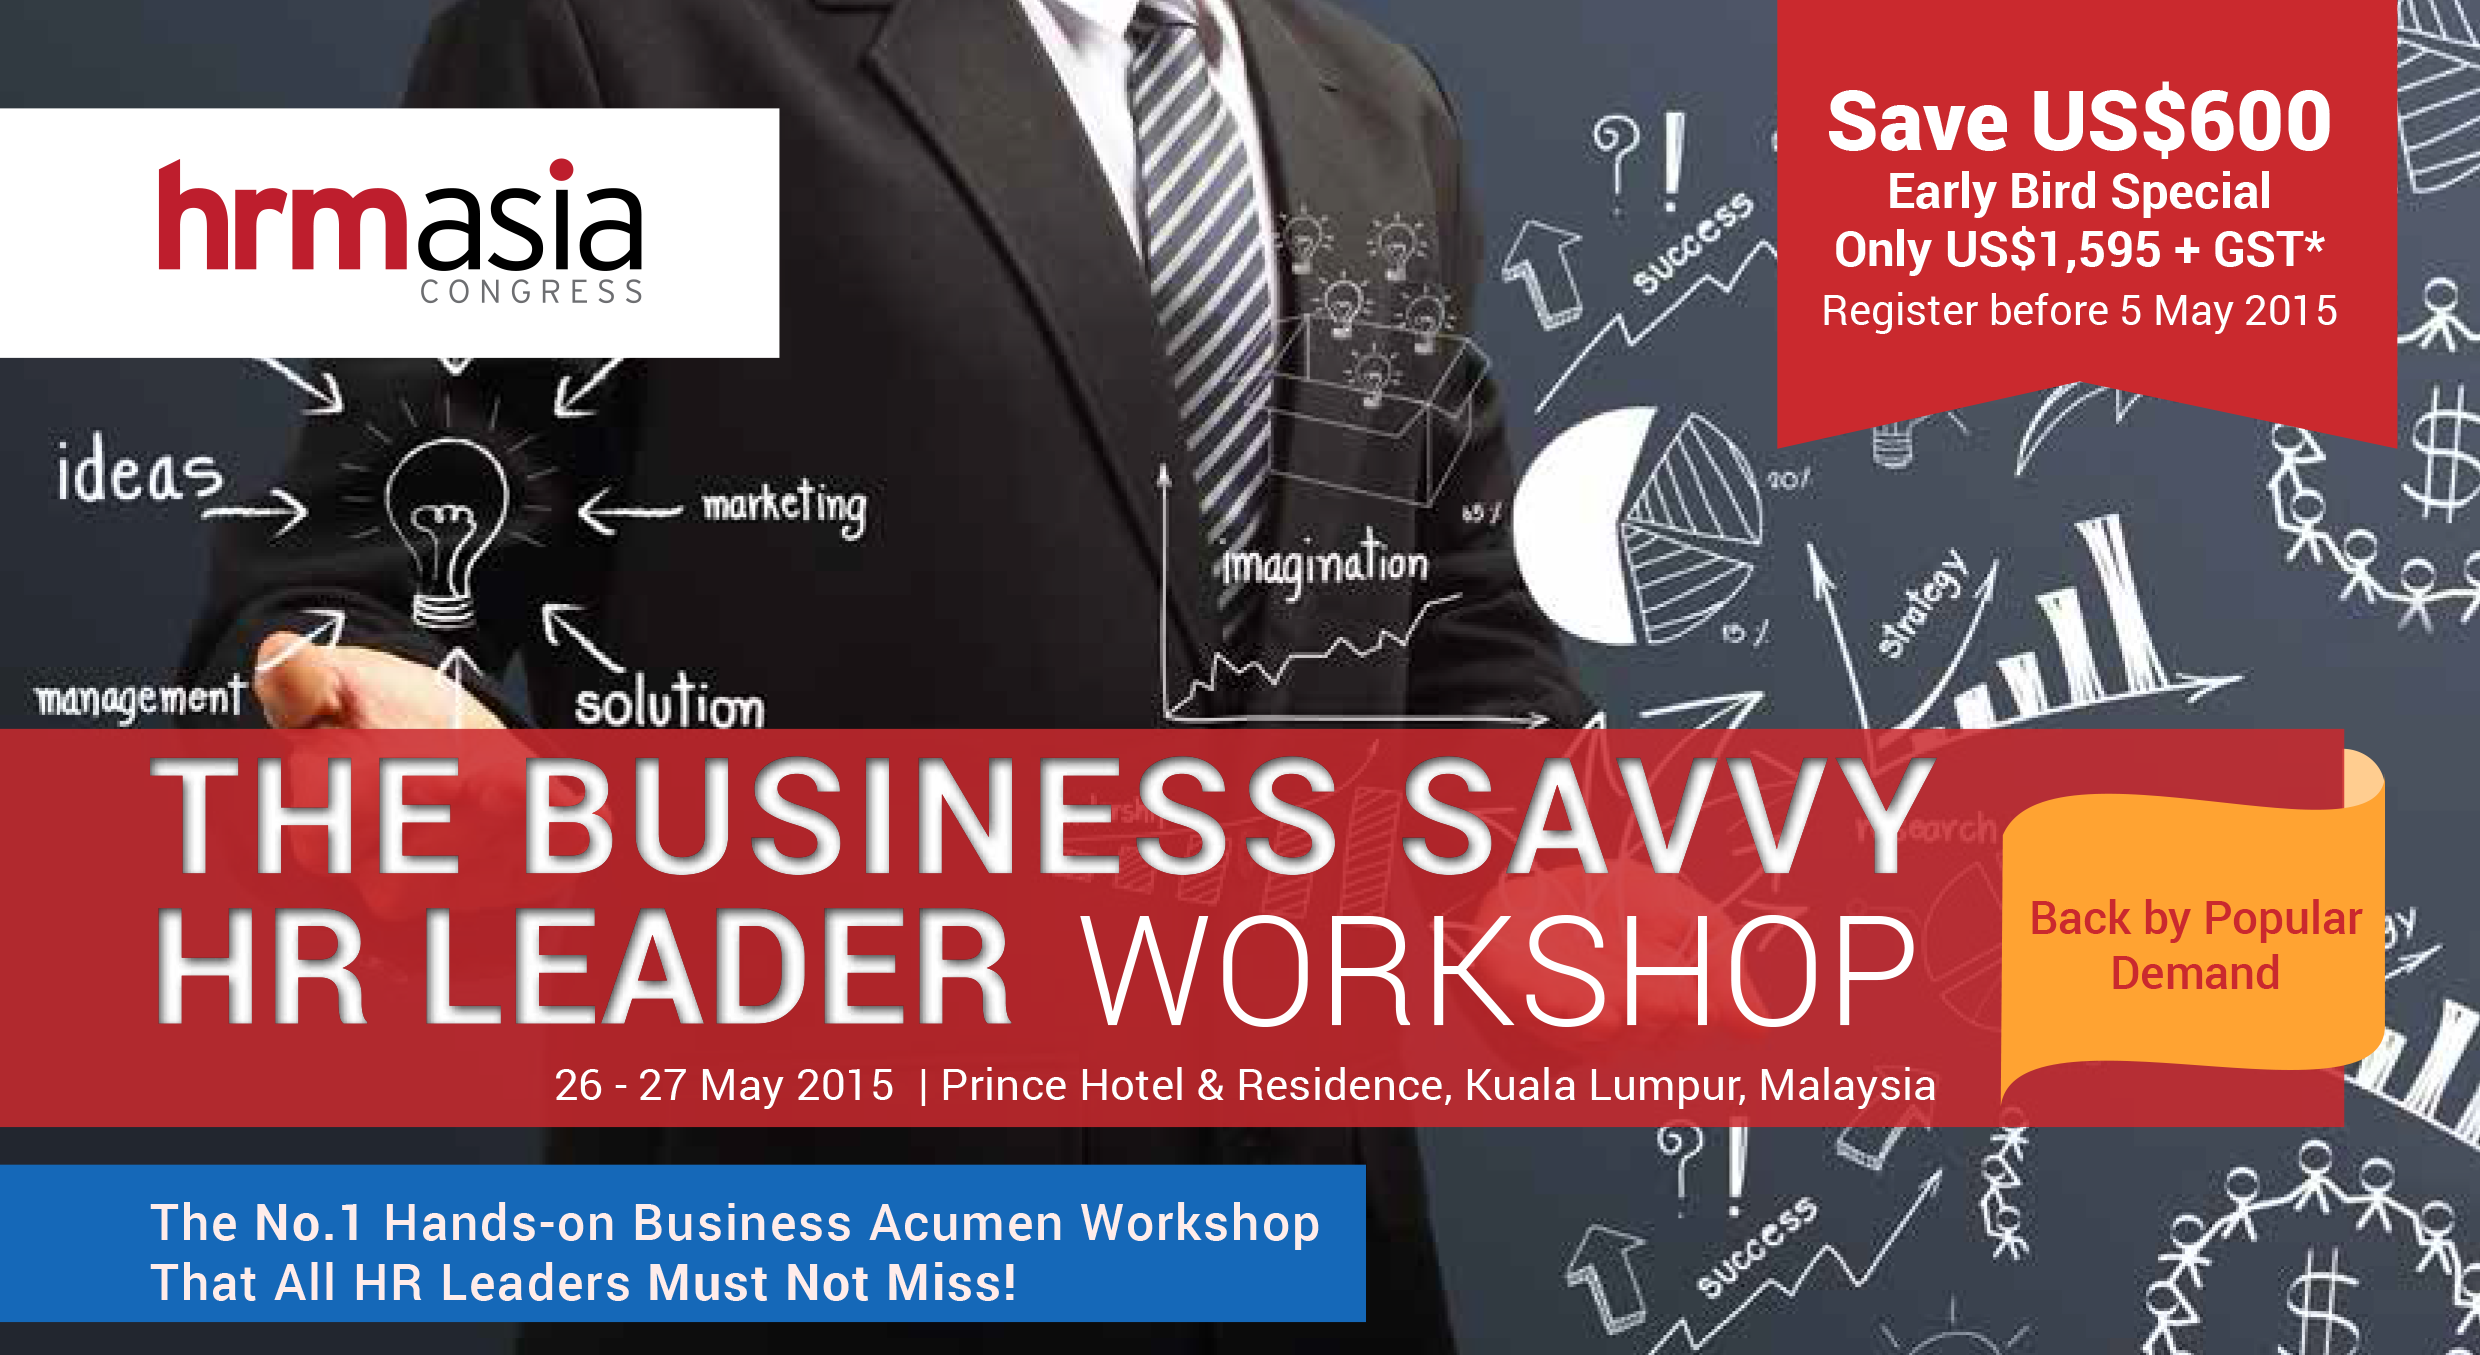 hrmasia
CONGRESS
Save US$600
Early Bird Special
Only US$1,595 + GST*
Register before 5 May 2015
success
ideas
marketing
management
solution
imagination
65%
20%
15%
strategy
THE BUSINESS SAVVY
HR LEADER WORKSHOP
26 - 27 May 2015 | Prince Hotel & Residence, Kuala Lumpur, Malaysia
Back by Popular
Demand
The No.1 Hands-on Business Acumen Workshop
That All HR Leaders Must Not Miss!
success